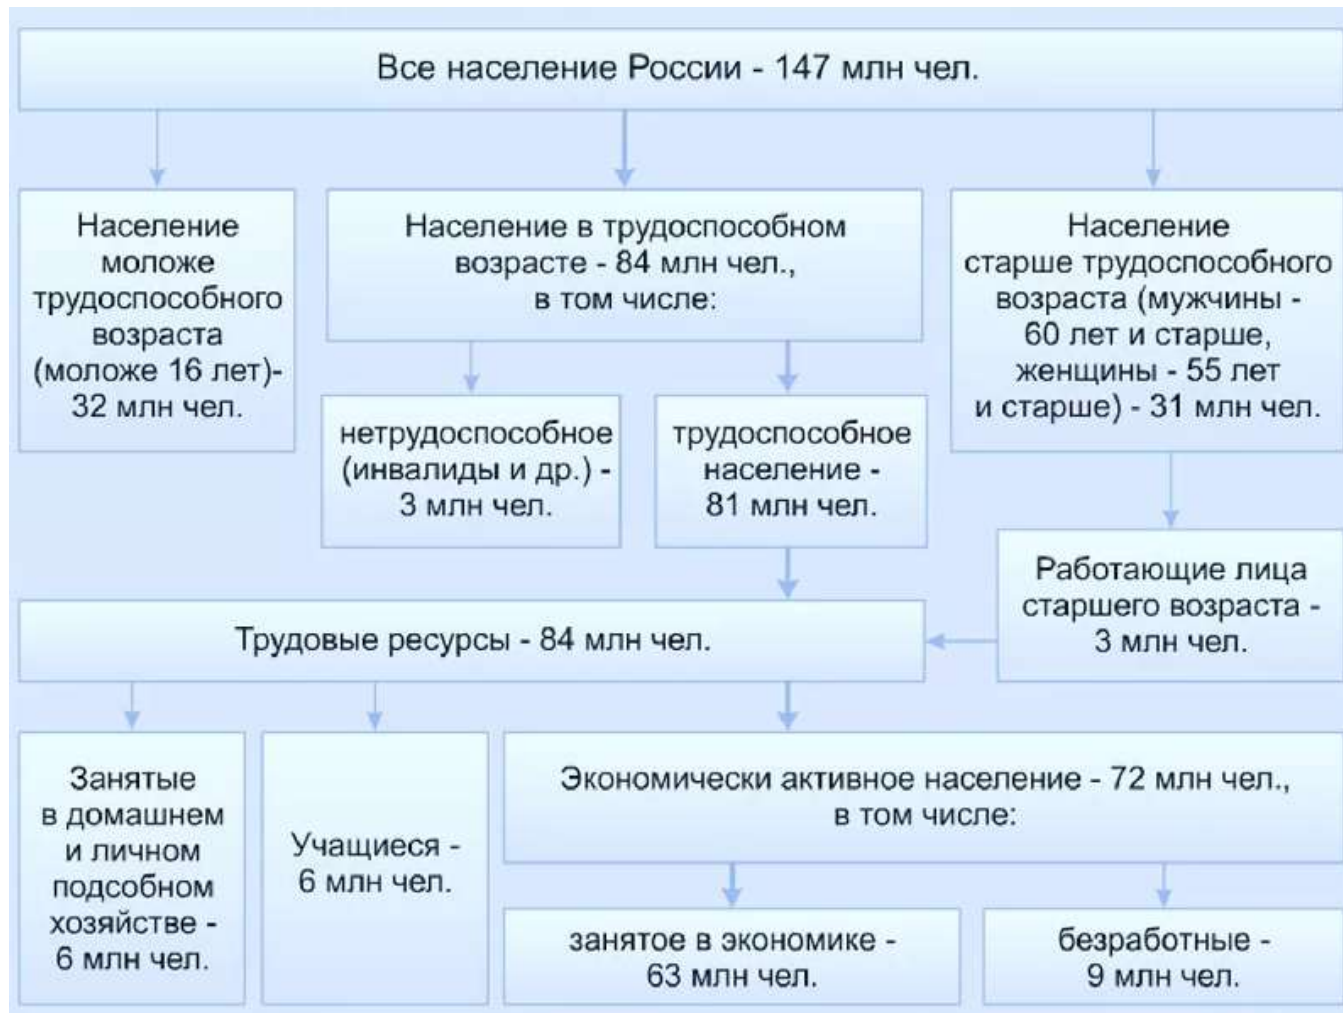 Все население России - 147 млн чел.
Население
моложе
трудоспособного
возраста
(моложе 16 лет)-
32 млн чел.
Население в трудоспособном
возрасте - 84 млн чел.,
в том числе:
Население
старше трудоспособного
возраста (мужчины -
60 лет и старше,
женщины - 55 лет
и старше) - 31 млн чел.
нетрудоспособное
(инвалиды и др.) -
3 млн чел.
трудоспособное
население -
81 млн чел.
Работающие лица
старшего возраста -
3 млн чел.
Трудовые ресурсы - 84 млн чел.
Занятые
в домашнем
и личном
подсобном
хозяйстве -
6 млн чел.
Учащиеся -
6 млн чел.
Экономически активное население - 72 млн чел.,
в том числе:
занятое в экономике -
63 млн чел.
безработные -
9 млн чел.